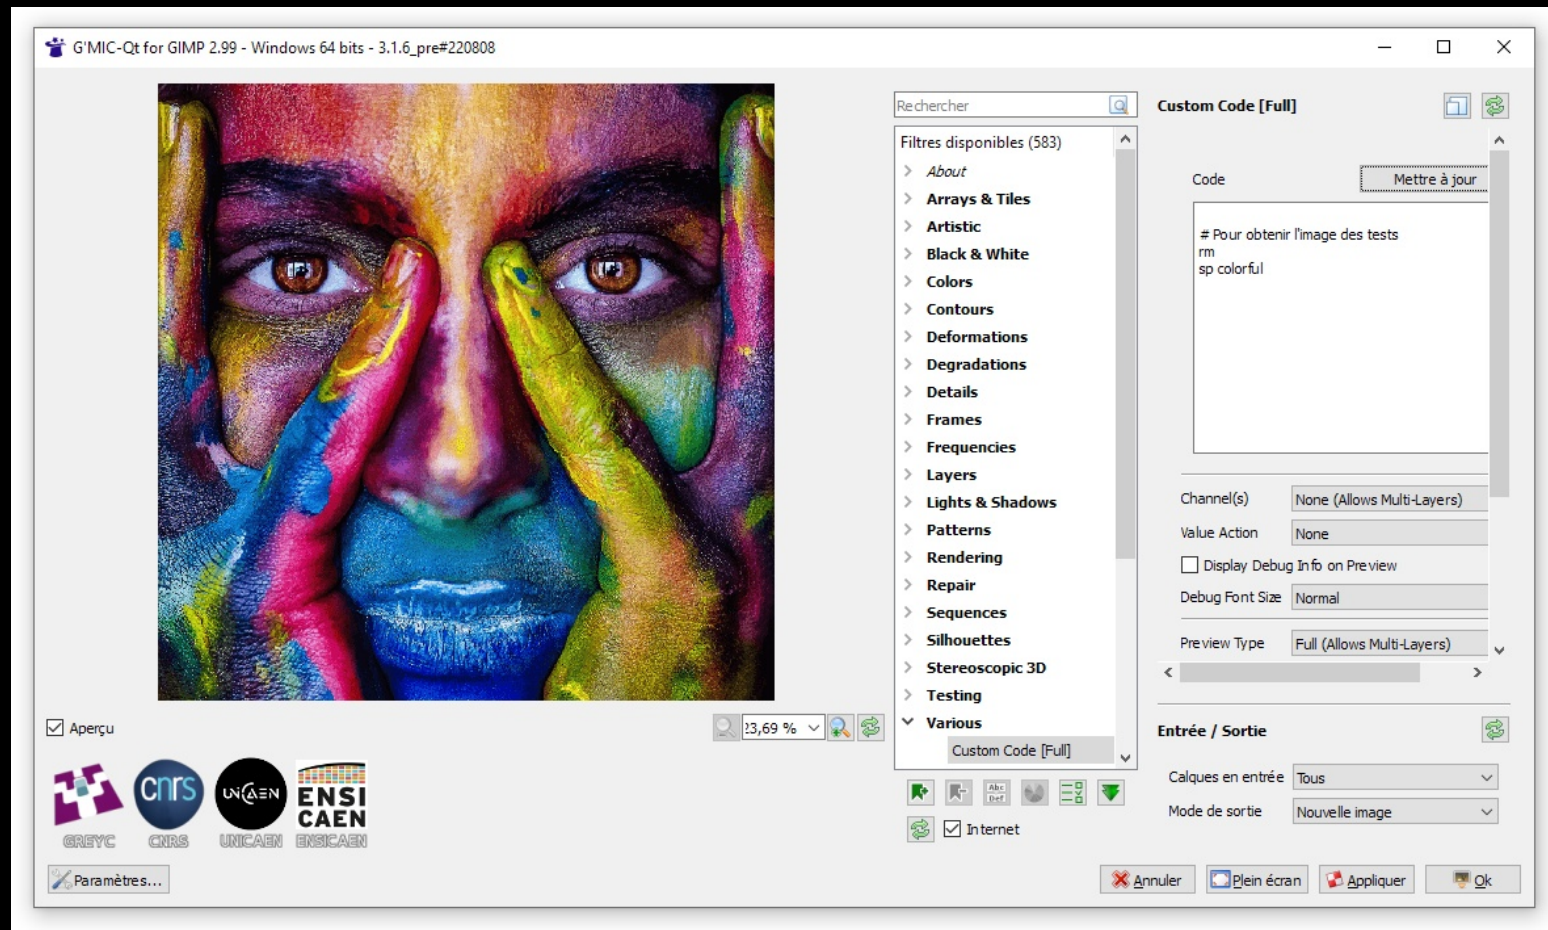 G'MIC-Qt for GIMP 2.99 - Windows 64 bits - 3.1.6_pre#220808
Rechercher
Filtres disponibles (583)
About
Arrays & Tiles
Artistic
Black & White
Colors
Contours
Deformations
Degradations
Details
Frames
Frequencies
Layers
Lights & Shadows
Patterns
Rendering
Repair
Sequences
Silhouettes
Stereoscopic 3D
Testing
Various
Custom Code [Full]
Internet
Custom Code [Full]
Code
Mettre à jour
# Pour obtenir l'image des tests
rm
sp colorful
Channel(s)
None (Allows Multi-Layers)
Value Action
None
Display Debug Info on Preview
Debug Font Size
Normal
Preview Type
Full (Allows Multi-Layers)
Entrée / Sortie
Calques en entrée
Tous
Mode de sortie
Nouvelle image
Aperçu
23,69 %
Abc
Def
cnrs
UNICAEN
ENSI
CAEN
GREYC
CNRS
UNICAEN
ENSICAEN
Paramètres...
Annuler
Plein écran
Appliquer
Ok